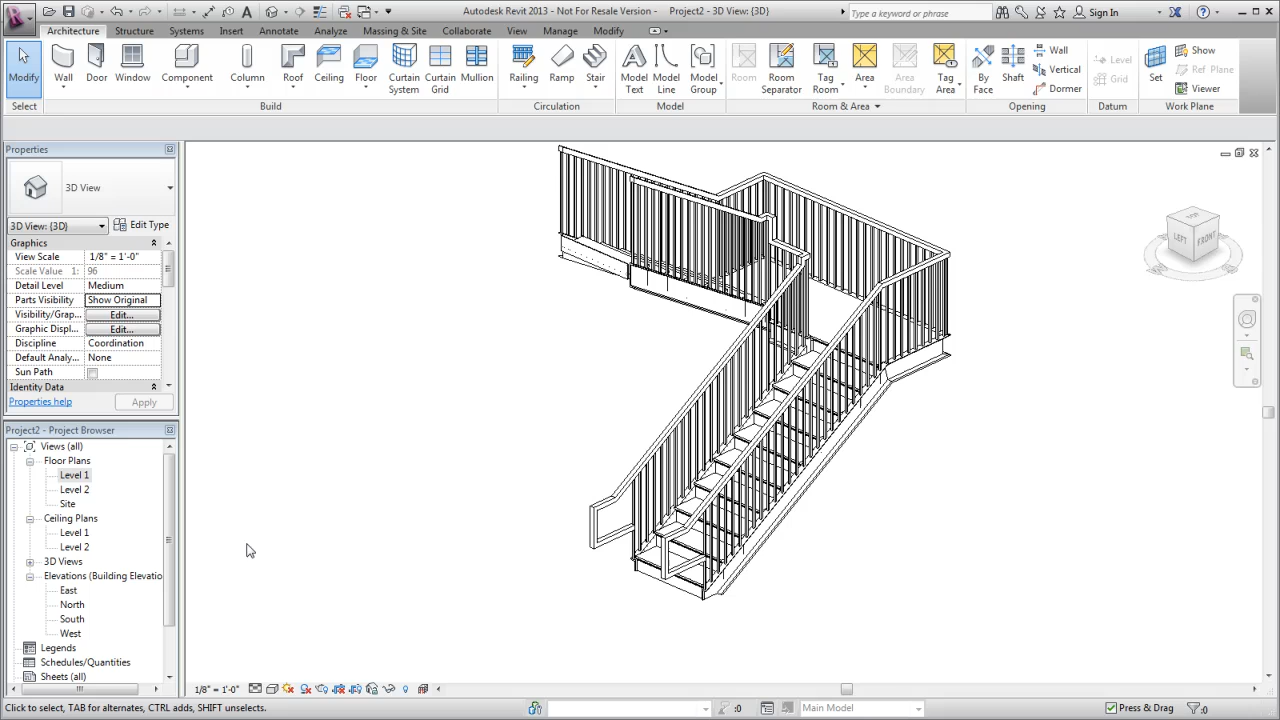 Autodesk Revit 2013 - Not For Resale Version - Project2 - 3D View: {3D}
Type a keyword or phrase
Sign In
Architecture Structure Systems Insert Annotate Analyze Massing & Site Collaborate View Manage Modify
Modify Wall Door Window Component Column Roof Ceiling Floor Curtain System Curtain Grid Mullion Railing Ramp Stair Model Text Model Line Model Group Room Room Separator Tag Room Area Area Boundary Tag Area By Face Shaft Wall Vertical Dormer Level Grid Set Show Ref Plane Viewer
Select Build Circulation Model Room & Area Opening Datum Work Plane
Properties
3D View
3D View: {3D} Edit Type
Graphics
View Scale 1/8" = 1'-0"
Scale Value 1: 96
Detail Level Medium
Parts Visibility Show Original
Visibility/Grap... Edit...
Graphic Displ... Edit...
Discipline Coordination
Default Analy... None
Sun Path
Identity Data
Properties help Apply
Project2 - Project Browser
Views (all)
Floor Plans
Level 1
Level 2
Site
Ceiling Plans
Level 1
Level 2
3D Views
Elevations (Building Elevatio
East
North
South
West
Legends
Schedules/Quantities
Sheets (all)
TOP
LEFT FRONT
1/8" = 1'-0"
Click to select, TAB for alternates, CTRL adds, SHIFT unselects.
:0
Main Model
Press & Drag
:0